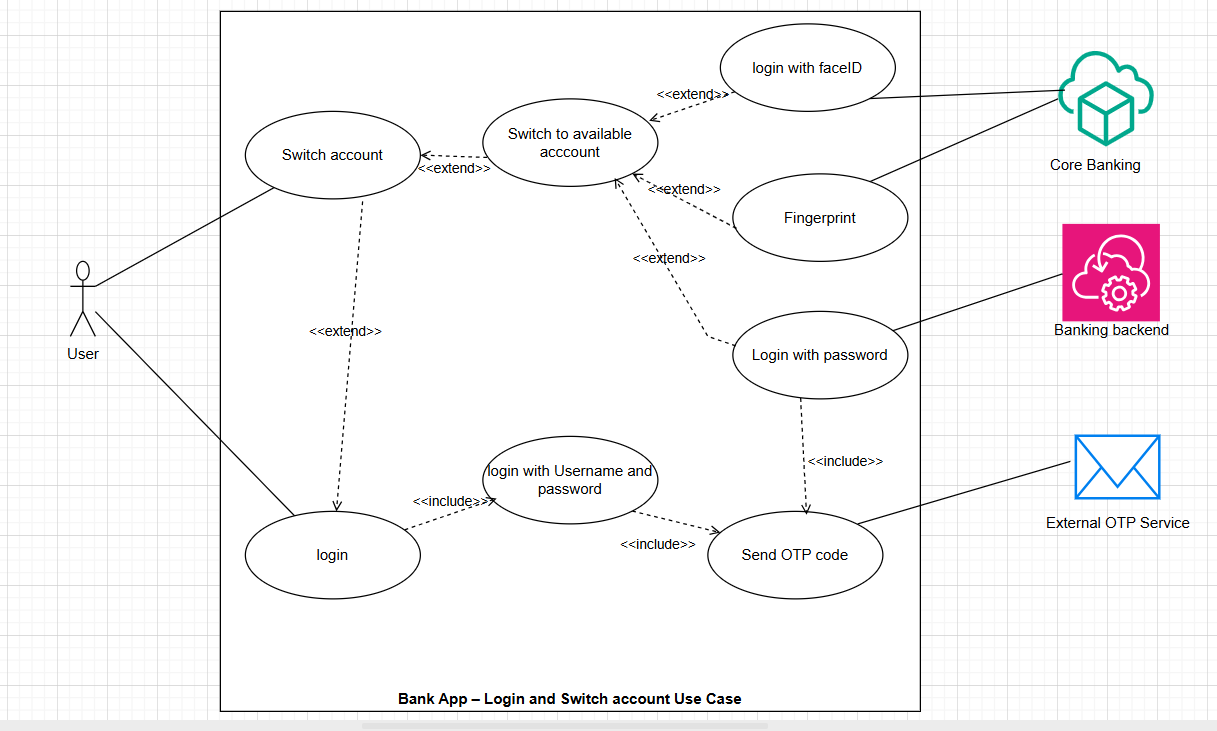 login with faceID
<<extend>>
Switch to available
acccount
Switch account
<<extend>>
Core Banking
<<extend>>
Fingerprint
<<extend>>
Banking backend
<<extend>>
User
Login with password
<<include>>
login with Username and
password
<<include>>
External OTP Service
<<include>>
login
Send OTP code
Bank App – Login and Switch account Use Case